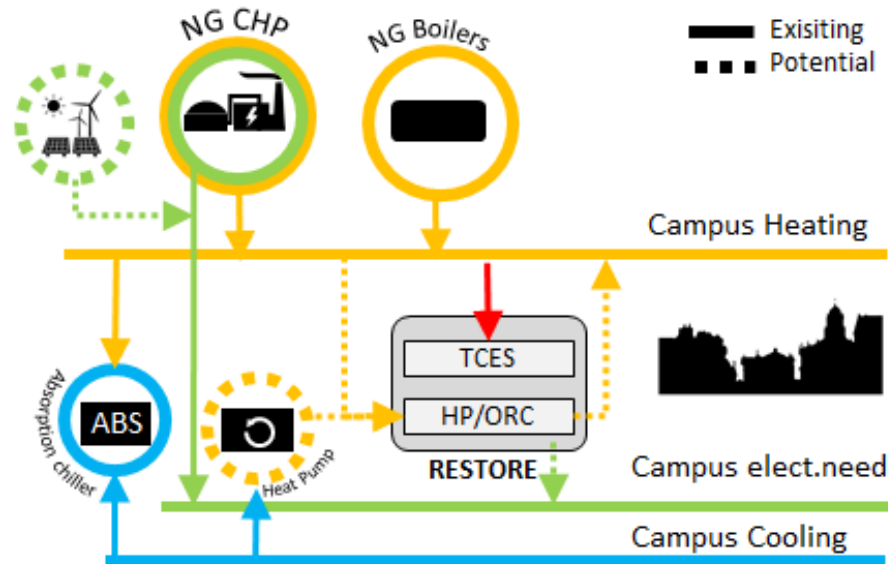 NG CHP
NG Boilers
Exisiting
Potential
Campus Heating
TCES
HP/ORC
RESTORE
ABS
Absorption chiller
Heat Pump
Campus elect.need
Campus Cooling